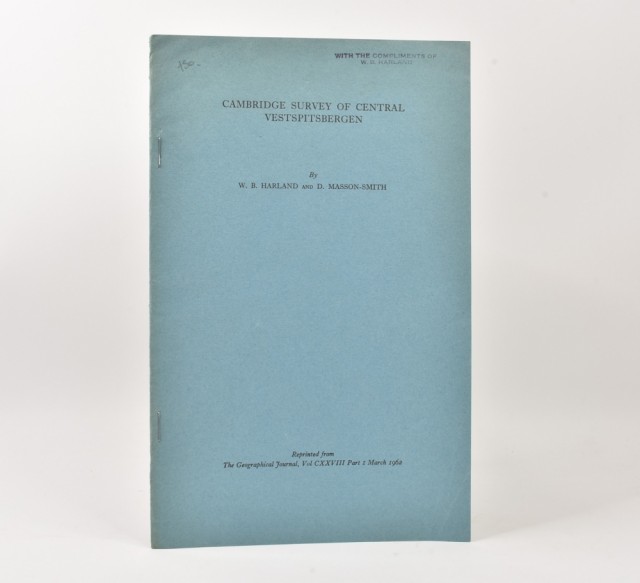 WITH THE COMPLIMENTS OF
W. B. HARLAND
CAMBRIDGE SURVEY OF CENTRAL
VESTSPITSBERGEN
By
W. B. HARLAND AND D. MASSON-SMITH
Reprinted from
The Geographical Journal, Vol CXXVIII Part 1 March 1962